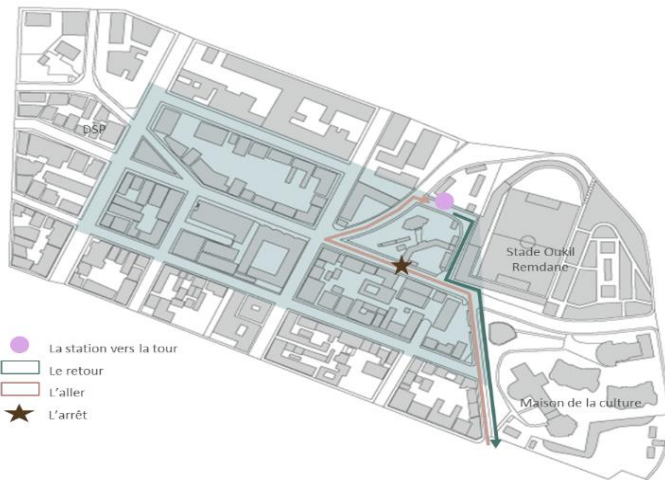 DSP
Stade Oukil
Remdane
Maison de la culture
La station vers la tour
Le retour
L'aller
L'arrêt